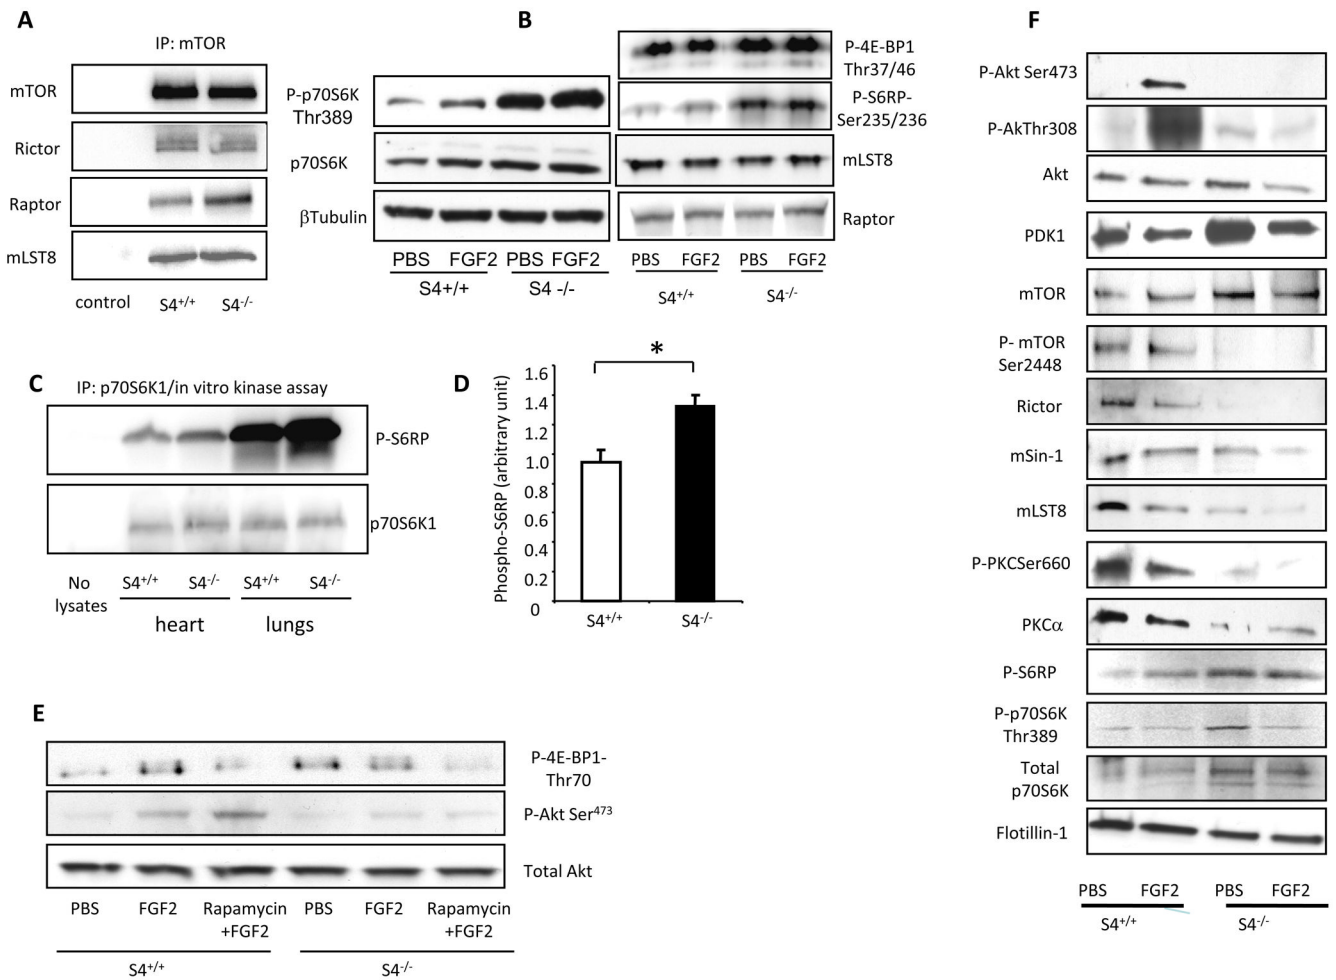 A
IP: mTOR
mTOR
Rictor
Raptor
mLST8
control S4+/+ S4-/-
B
P-p70S6K
Thr389
p70S6K
βTubulin
PBS FGF2 PBS FGF2
S4+/+ S4 -/-
P-4E-BP1
Thr37/46
P-S6RP-
Ser235/236
mLST8
Raptor
PBS FGF2 PBS FGF2
S4+/+ S4-/-
C
IP: p70S6K1/in vitro kinase assay
P-S6RP
p70S6K1
No
lysates
S4+/+ S4-/- S4+/+ S4-/-
heart lungs
D
Phospho-S6RP (arbitrary unit)
1.6
1.4
1.2
1.0
0.8
0.6
0.4
0.2
0
*
S4+/+ S4-/-
E
P-4E-BP1-
Thr70
P-Akt Ser473
Total Akt
PBS FGF2 Rapamycin PBS FGF2 Rapamycin
+FGF2 +FGF2
S4+/+ S4-/-
F
P-Akt Ser473
P-AkThr308
Akt
PDK1
mTOR
P- mTOR
Ser2448
Rictor
mSin-1
mLST8
P-PKCSer660
PKCα
P-S6RP
P-p70S6K
Thr389
Total
p70S6K
Flotillin-1
PBS FGF2 PBS FGF2
S4+/+ S4-/-